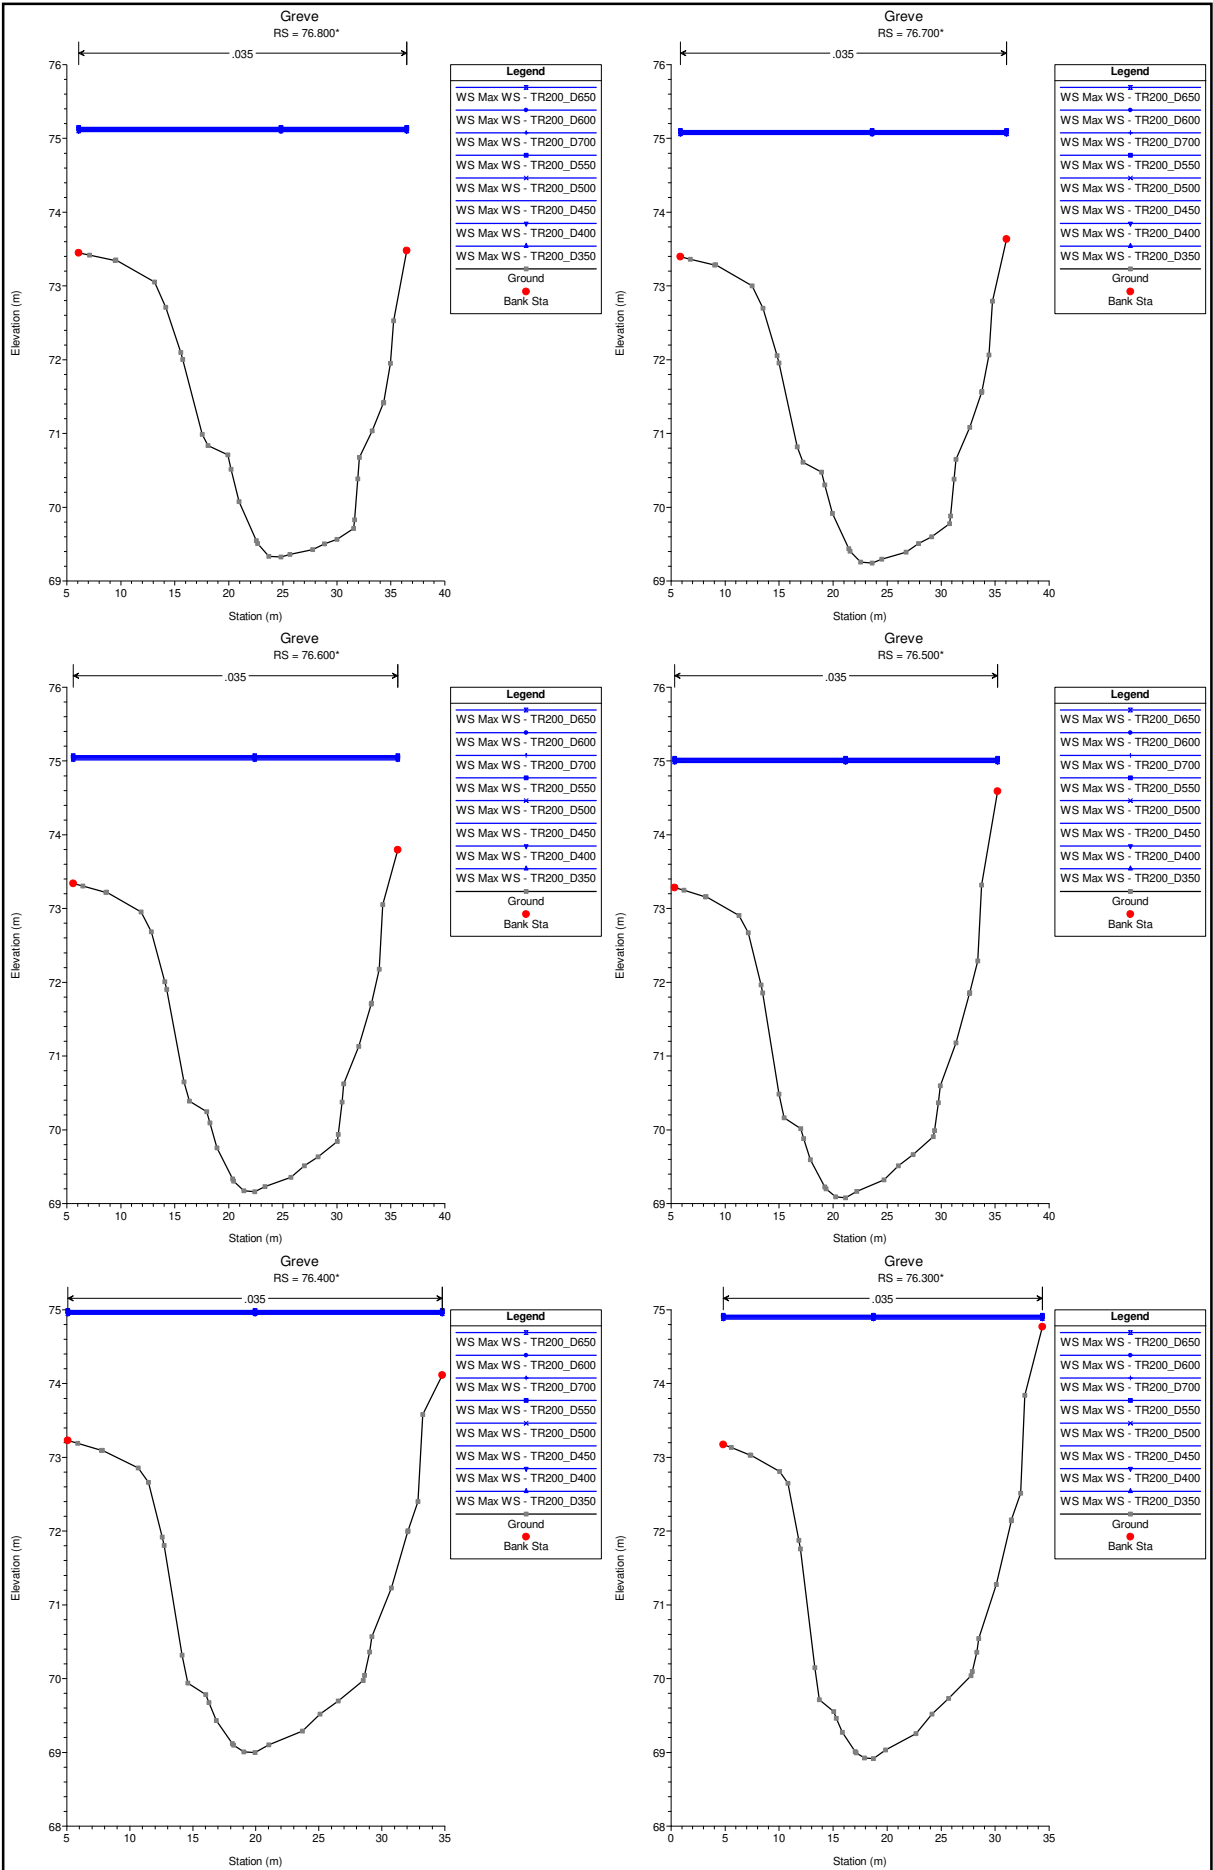 Greve
RS = 76.800*
.035
76
75
74
73
72
71
70
69
5
10
15
20
25
30
35
40
Elevation (m)
Station (m)
Legend
WS Max WS - TR200_D650
WS Max WS - TR200_D600
WS Max WS - TR200_D700
WS Max WS - TR200_D550
WS Max WS - TR200_D500
WS Max WS - TR200_D450
WS Max WS - TR200_D400
WS Max WS - TR200_D350
Ground
Bank Sta
Greve
RS = 76.700*
.035
76
75
74
73
72
71
70
69
5
10
15
20
25
30
35
40
Elevation (m)
Station (m)
Legend
WS Max WS - TR200_D650
WS Max WS - TR200_D600
WS Max WS - TR200_D700
WS Max WS - TR200_D550
WS Max WS - TR200_D500
WS Max WS - TR200_D450
WS Max WS - TR200_D400
WS Max WS - TR200_D350
Ground
Bank Sta
Greve
RS = 76.600*
.035
76
75
74
73
72
71
70
69
5
10
15
20
25
30
35
40
Elevation (m)
Station (m)
Legend
WS Max WS - TR200_D650
WS Max WS - TR200_D600
WS Max WS - TR200_D700
WS Max WS - TR200_D550
WS Max WS - TR200_D500
WS Max WS - TR200_D450
WS Max WS - TR200_D400
WS Max WS - TR200_D350
Ground
Bank Sta
Greve
RS = 76.500*
.035
76
75
74
73
72
71
70
69
5
10
15
20
25
30
35
40
Elevation (m)
Station (m)
Legend
WS Max WS - TR200_D650
WS Max WS - TR200_D600
WS Max WS - TR200_D700
WS Max WS - TR200_D550
WS Max WS - TR200_D500
WS Max WS - TR200_D450
WS Max WS - TR200_D400
WS Max WS - TR200_D350
Ground
Bank Sta
Greve
RS = 76.400*
.035
75
74
73
72
71
70
69
68
5
10
15
20
25
30
35
Elevation (m)
Station (m)
Legend
WS Max WS - TR200_D650
WS Max WS - TR200_D600
WS Max WS - TR200_D700
WS Max WS - TR200_D550
WS Max WS - TR200_D500
WS Max WS - TR200_D450
WS Max WS - TR200_D400
WS Max WS - TR200_D350
Ground
Bank Sta
Greve
RS = 76.300*
.035
75
74
73
72
71
70
69
68
0
5
10
15
20
25
30
35
Elevation (m)
Station (m)
Legend
WS Max WS - TR200_D650
WS Max WS - TR200_D600
WS Max WS - TR200_D700
WS Max WS - TR200_D550
WS Max WS - TR200_D500
WS Max WS - TR200_D450
WS Max WS - TR200_D400
WS Max WS - TR200_D350
Ground
Bank Sta